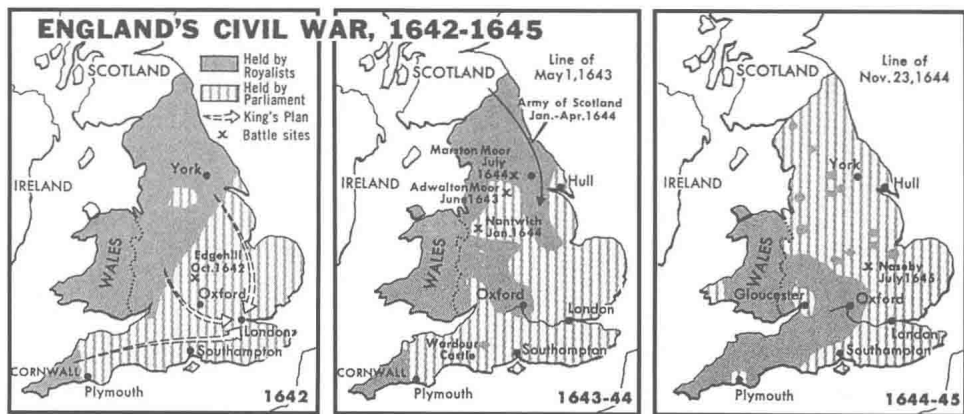 ENGLAND'S CIVIL WAR, 1642-1645
SCOTLAND
Held by
Royalists
Held by
Parliament
King's Plan
Battle sites
York
IRELAND
WALES
Edgehill
Oct.1642
Oxford
London
Southampton
CORNWALL
Plymouth
1642
SCOTLAND
Line of
May 1,1643
Army of Scotland
Jan.-Apr. 1644
Marston Moor
July
1644
Hull
Adwalton Moor
June 1643
IRELAND
Nantwich
Jan. 1644
WALES
Oxford
London
Wardour
Castle
Southampton
CORNWALL
Plymouth
1643-44
SCOTLAND
Line of
Nov. 23,1644
York
Hull
IRELAND
WALES
Naseby
July 1645
Gloucester
Oxford
London
Southampton
Plymouth
1644-45